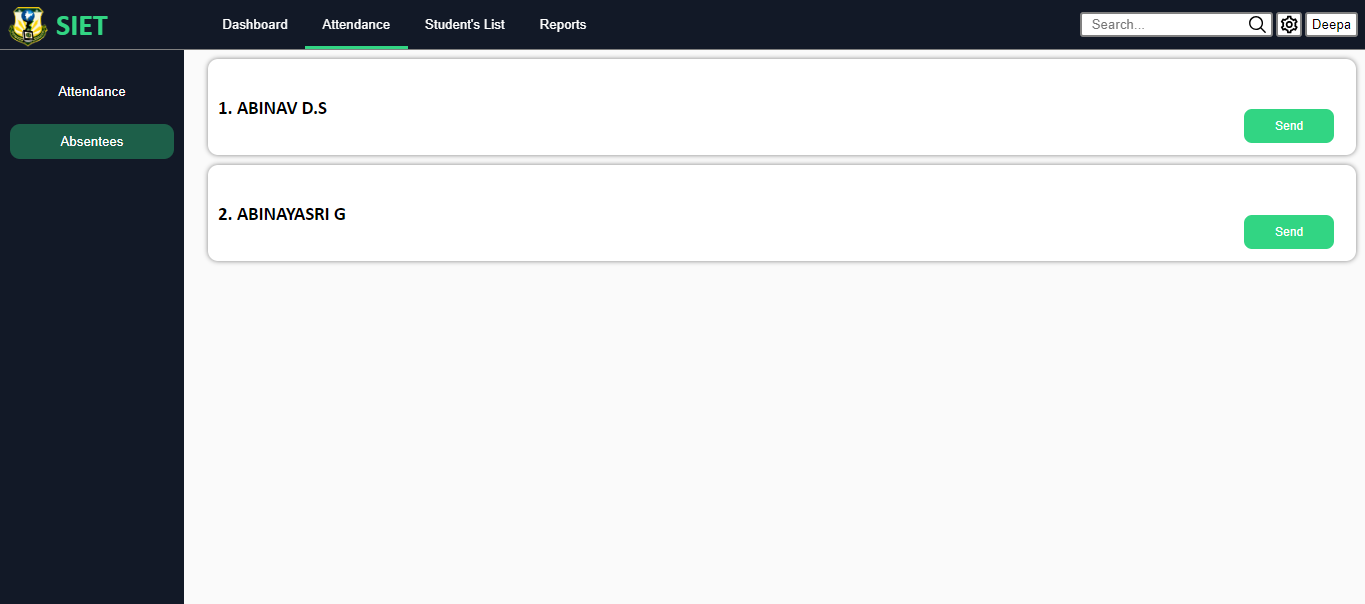 SIET Dashboard Attendance Student's List Reports Search... Deepa
Attendance
Absentees
1. ABINAV D.S
Send
2. ABINAYASRI G
Send